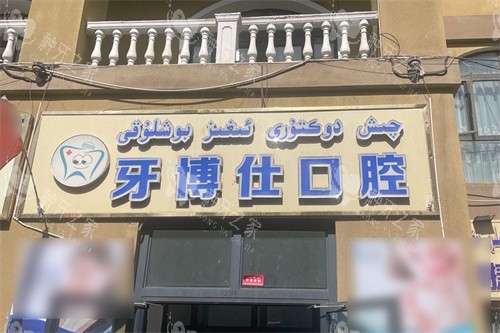 چىش دوكتۇرى ئېغىز بوشلۇقى
牙博仕口腔